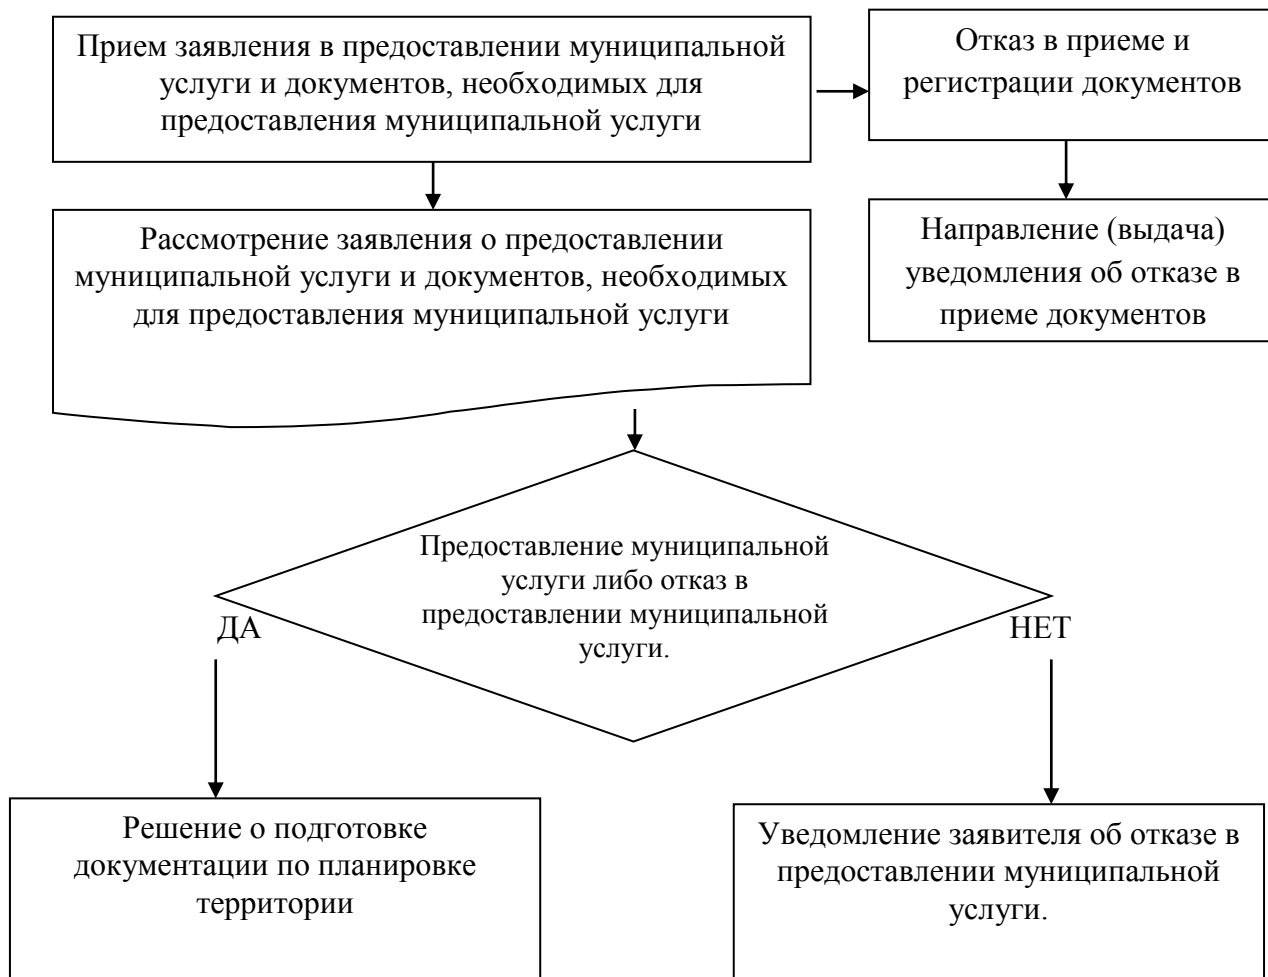 Прием заявления в предоставлении муниципальной
услуги и документов, необходимых для
предоставления муниципальной услуги
Отказ в приеме и
регистрации документов
Рассмотрение заявления о предоставлении
муниципальной услуги и документов, необходимых
для предоставления муниципальной услуги
Направление (выдача)
уведомления об отказе в
приеме документов
Предоставление муниципальной
услуги либо отказ в
предоставлении муниципальной
услуги.
ДА
НЕТ
Решение о подготовке
документации по планировке
территории
Уведомление заявителя об отказе в
предоставлении муниципальной
услуги.